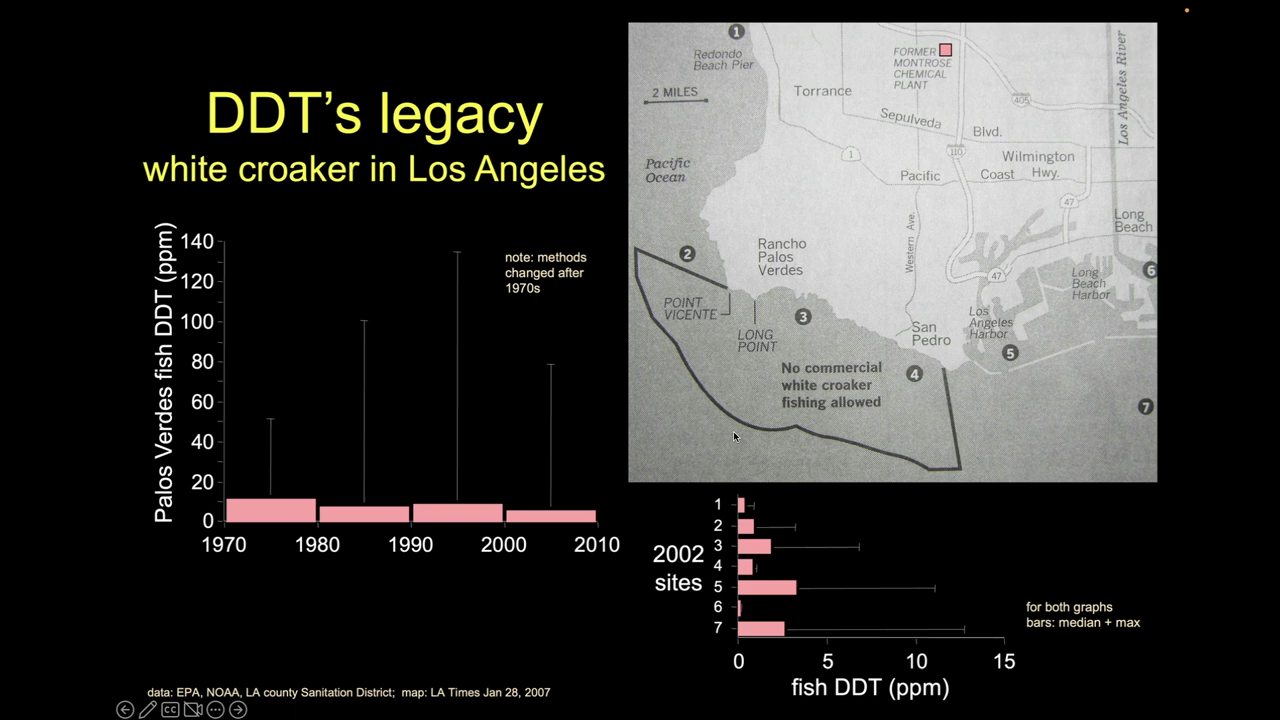 DDT’s legacy
white croaker in Los Angeles
Palos Verdes fish DDT (ppm)
140
120
100
80
60
40
20
0
1970
1980
1990
2000
2010
note: methods
changed after
1970s
1
Redondo
Beach Pier
2 MILES
Pacific
Ocean
Torrance
FORMER
MONTROSE
CHEMICAL
PLANT
405
Los Angeles River
Sepulveda
Blvd.
1
110
Wilmington
Pacific
Coast
Hwy.
47
Western Ave.
Long
Beach
2
Rancho
Palos
Verdes
47
Long
Beach
Harbor
6
POINT
VICENTE
LONG
POINT
3
San
Pedro
Los
Angeles
Harbor
5
No commercial
white croaker
fishing allowed
4
7
2002
sites
1
2
3
4
5
6
7
0
5
10
15
fish DDT (ppm)
for both graphs
bars: median + max
data: EPA, NOAA, LA county Sanitation District;  map: LA Times Jan 28, 2007
CC